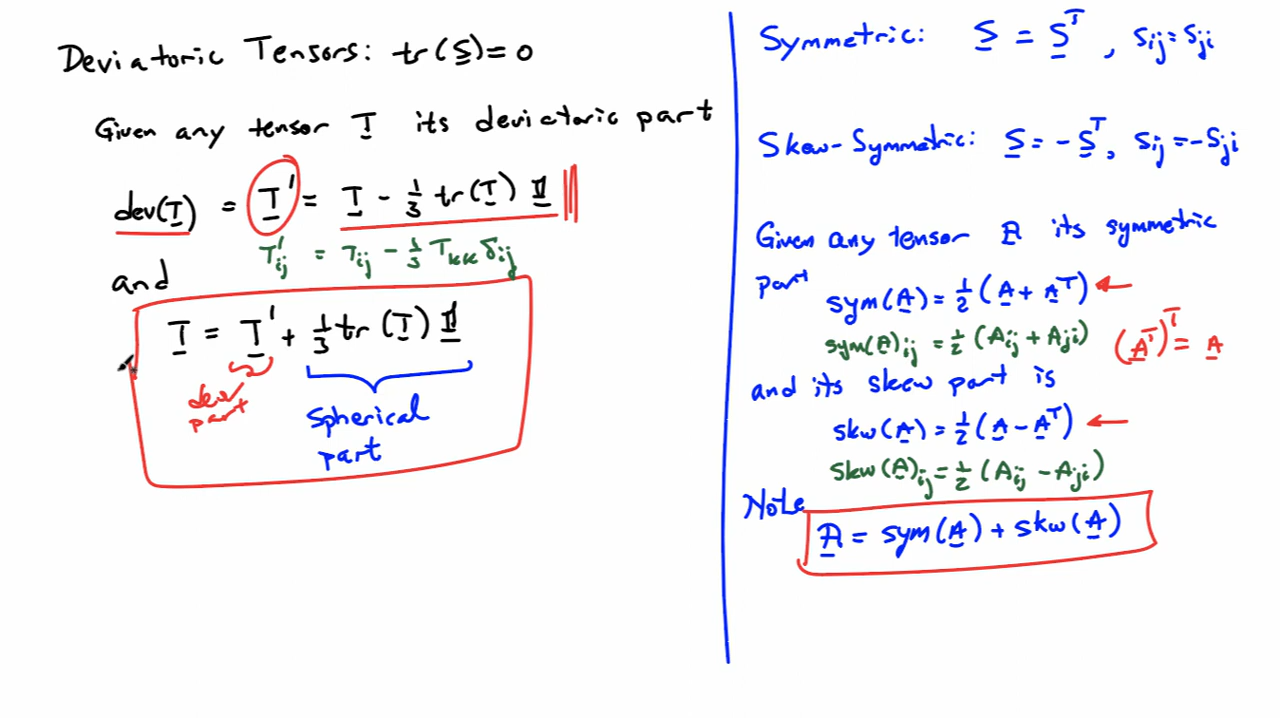 Deviatoric Tensors: tr(S)=0
Given any tensor T its deviatoric part
dev(T) = T' = T - 1/3 tr(T) 𝟙
T'ij = Tij - 1/3 Tkk δij
and
T = T' + 1/3 tr(T) 𝟙
dev part
Spherical part
Symmetric: S = S^T, Sij = Sji
Skew-Symmetric: S = -S^T, Sij = -Sji
Given any tensor A its symmetric
part
sym(A) = 1/2 (A + A^T)
sym(A)ij = 1/2 (Aij + Aji) (A^T)^T = A
and its skew part is
skw(A) = 1/2 (A - A^T)
skw(A)ij = 1/2 (Aij - Aji)
Note
A = sym(A) + skw(A)